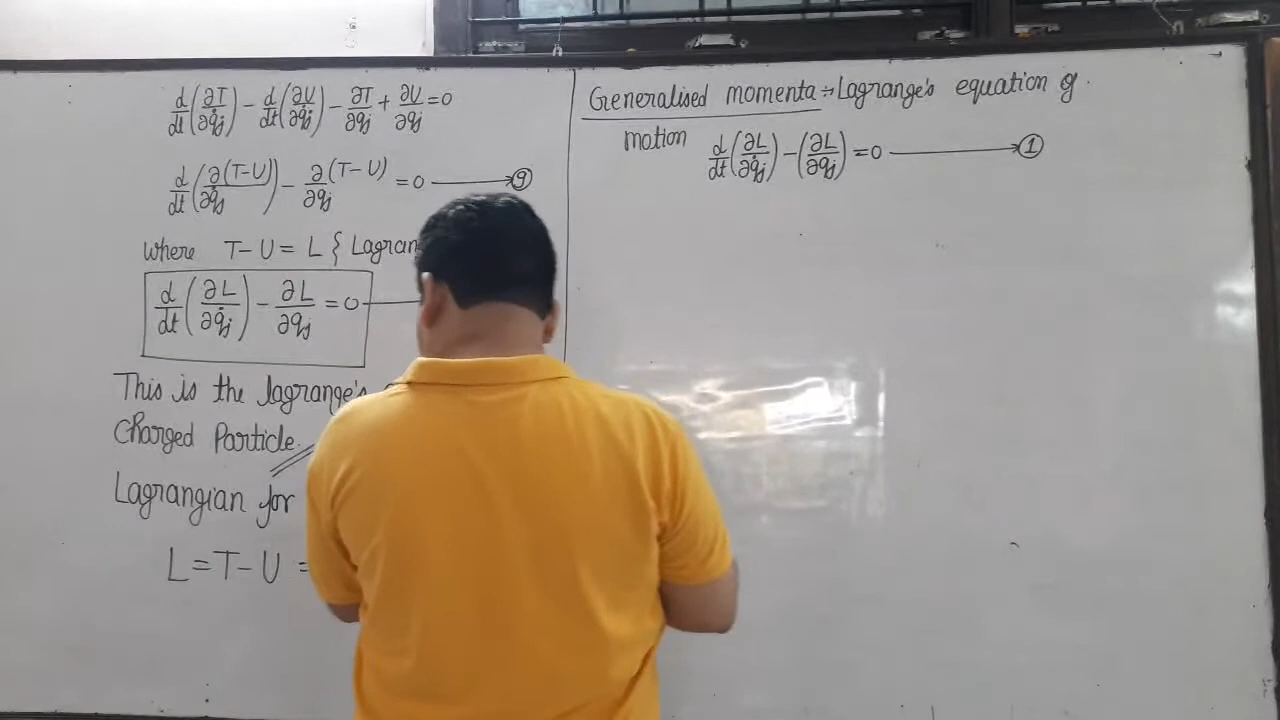 d/dt(∂T/∂q̇j) − d/dt(∂U/∂q̇j) − ∂T/∂qj + ∂U/∂qj = 0
d/dt(∂(T−U)/∂q̇j) − ∂/∂qj (T−U) = 0 ⟶ ⑨
where T−U = L {
d/dt(∂L/∂q̇j) − ∂L/∂qj = 0
This is the lagrange's
Charged Particle.
Lagrangian for
L = T−U =
Generalised momenta → Lagrange's equation of
motion d/dt(∂L/∂q̇j) − (∂L/∂qj) = 0 ⟶ ①